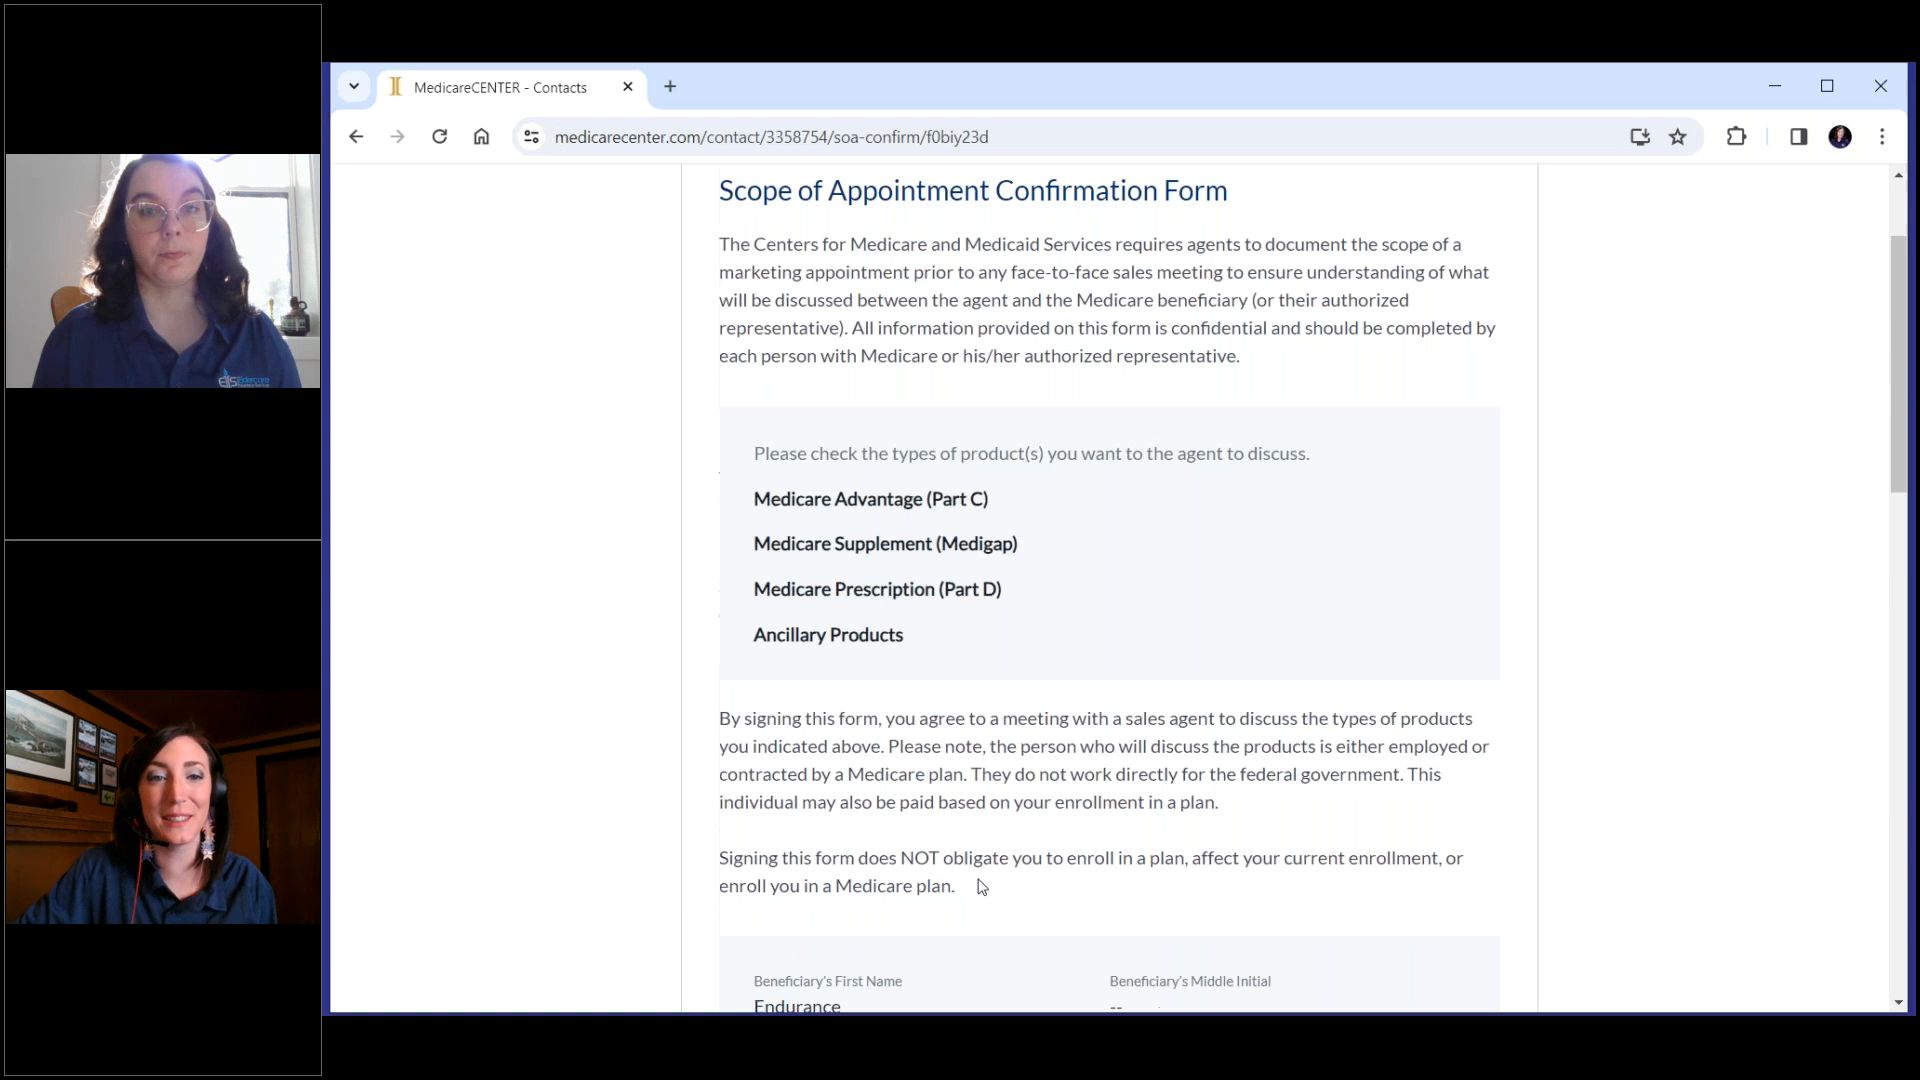 MedicareCENTER - Contacts
medicarecenter.com/contact/3358754/soa-confirm/f0biy23d
Scope of Appointment Confirmation Form
The Centers for Medicare and Medicaid Services requires agents to document the scope of a
marketing appointment prior to any face-to-face sales meeting to ensure understanding of what
will be discussed between the agent and the Medicare beneficiary (or their authorized
representative). All information provided on this form is confidential and should be completed by
each person with Medicare or his/her authorized representative.
Please check the types of product(s) you want to the agent to discuss.
Medicare Advantage (Part C)
Medicare Supplement (Medigap)
Medicare Prescription (Part D)
Ancillary Products
By signing this form, you agree to a meeting with a sales agent to discuss the types of products
you indicated above. Please note, the person who will discuss the products is either employed or
contracted by a Medicare plan. They do not work directly for the federal government. This
individual may also be paid based on your enrollment in a plan.
Signing this form does NOT obligate you to enroll in a plan, affect your current enrollment, or
enroll you in a Medicare plan.
Beneficiary's First Name
Endurance
Beneficiary's Middle Initial
--